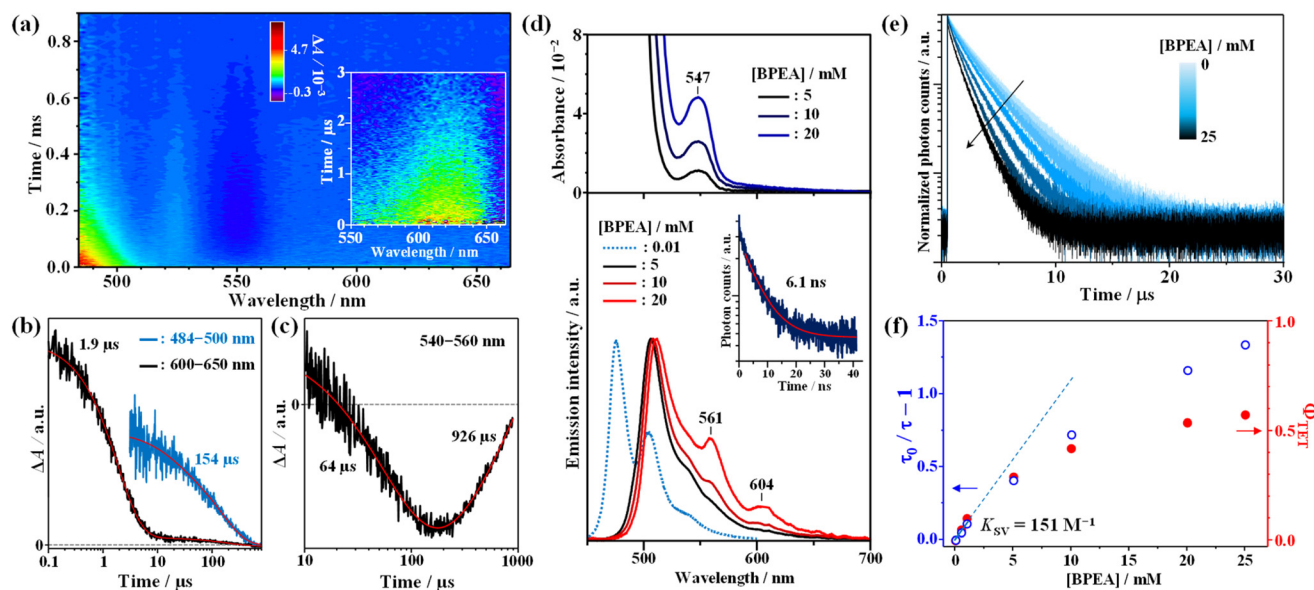 (a)
Time / ms
0.8
0.6
0.4
0.2
0.0
500
550
600
650
Wavelength / nm
4.7
-0.3
ΔA / 10⁻³
Time / μs
3
2
1
0
550
600
650
Wavelength / nm
(b)
ΔA / a.u.
1.9 μs
: 484–500 nm
: 600–650 nm
154 μs
0
0.1
1
10
100
Time / μs
(c)
ΔA / a.u.
540–560 nm
0
926 μs
64 μs
10
100
1000
Time / μs
(d)
Absorbance / 10⁻²
8
4
0
547
[BPEA] / mM
: 5
: 10
: 20
Emission intensity / a.u.
[BPEA] / mM
: 0.01
: 5
: 10
: 20
Photon counts / a.u.
6.1 ns
0
10
20
30
40
Time / ns
561
604
500
600
700
Wavelength / nm
(e)
Normalized photon counts / a.u.
[BPEA] / mM
0
25
0
10
20
30
Time / μs
(f)
τ₀ / τ − 1
1.5
1.0
0.5
0.0
K_SV = 151 M⁻¹
0
5
10
15
20
25
[BPEA] / mM
1.0
0.5
0
Φ_TET